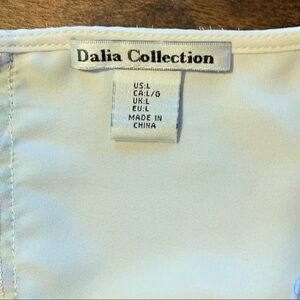 Dalia Collection
US:L
CA:L/G
UK:L
EU:L
MADE IN
CHINA